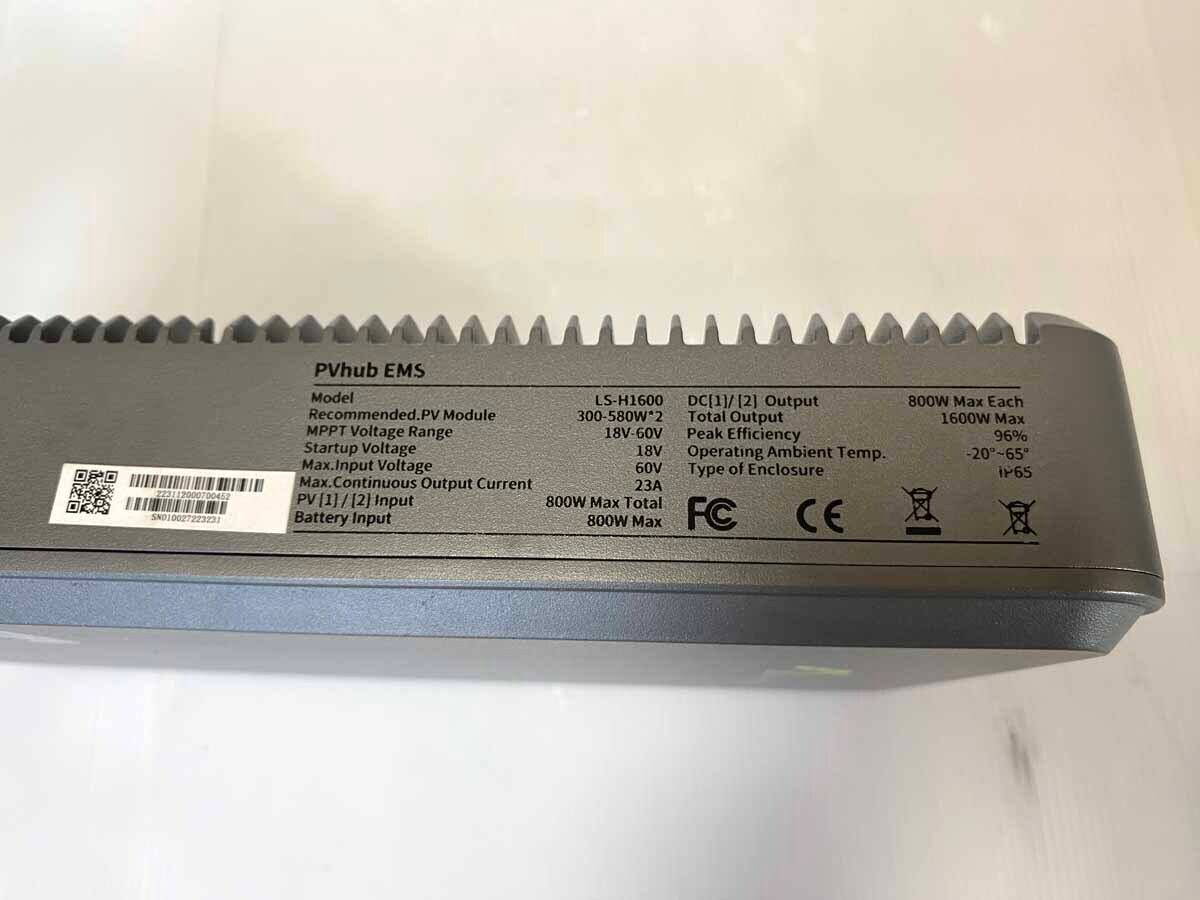 PVhub EMS
Model LS-H1600
Recommended.PV Module 300-580W*2
MPPT Voltage Range 18V-60V
Startup Voltage 18V
Max.Input Voltage 60V
Max.Continuous Output Current 23A
PV [1] / [2] Input 800W Max Total
Battery Input 800W Max
DC[1]/ [2] Output 800W Max Each
Total Output 1600W Max
Peak Efficiency 96%
Operating Ambient Temp. -20°~65°
Type of Enclosure IP65
FC CE
223112000700452
SN010027223231